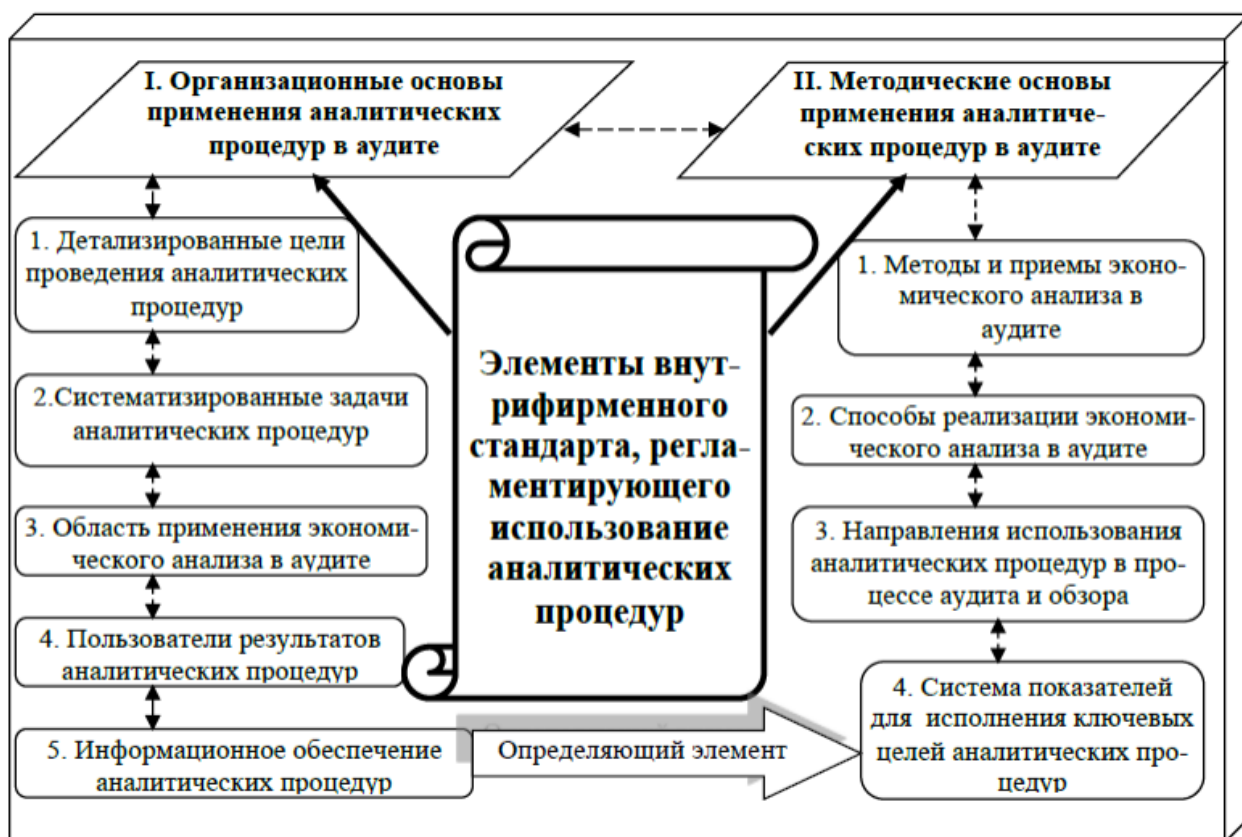 I. Организационные основы
применения аналитических
процедур в аудите
II. Методические основы
применения аналитиче-
ских процедур в аудите
1. Детализированные цели
проведения аналитических
процедур
2.Систематизированные задачи
аналитических процедур
3. Область применения экономи-
ческого анализа в аудите
4. Пользователи результатов
аналитических процедур
5. Информационное обеспечение
аналитических процедур
Элементы внут-
рифирменного
стандарта, регла-
ментирующего
использование
аналитических
процедур
Определяющий элемент
1. Методы и приемы эконо-
мического анализа в
аудите
2. Способы реализации экономи-
ческого анализа в аудите
3. Направления использования
аналитических процедур в про-
цессе аудита и обзора
4. Система показателей
для исполнения ключевых
целей аналитических про-
цедур